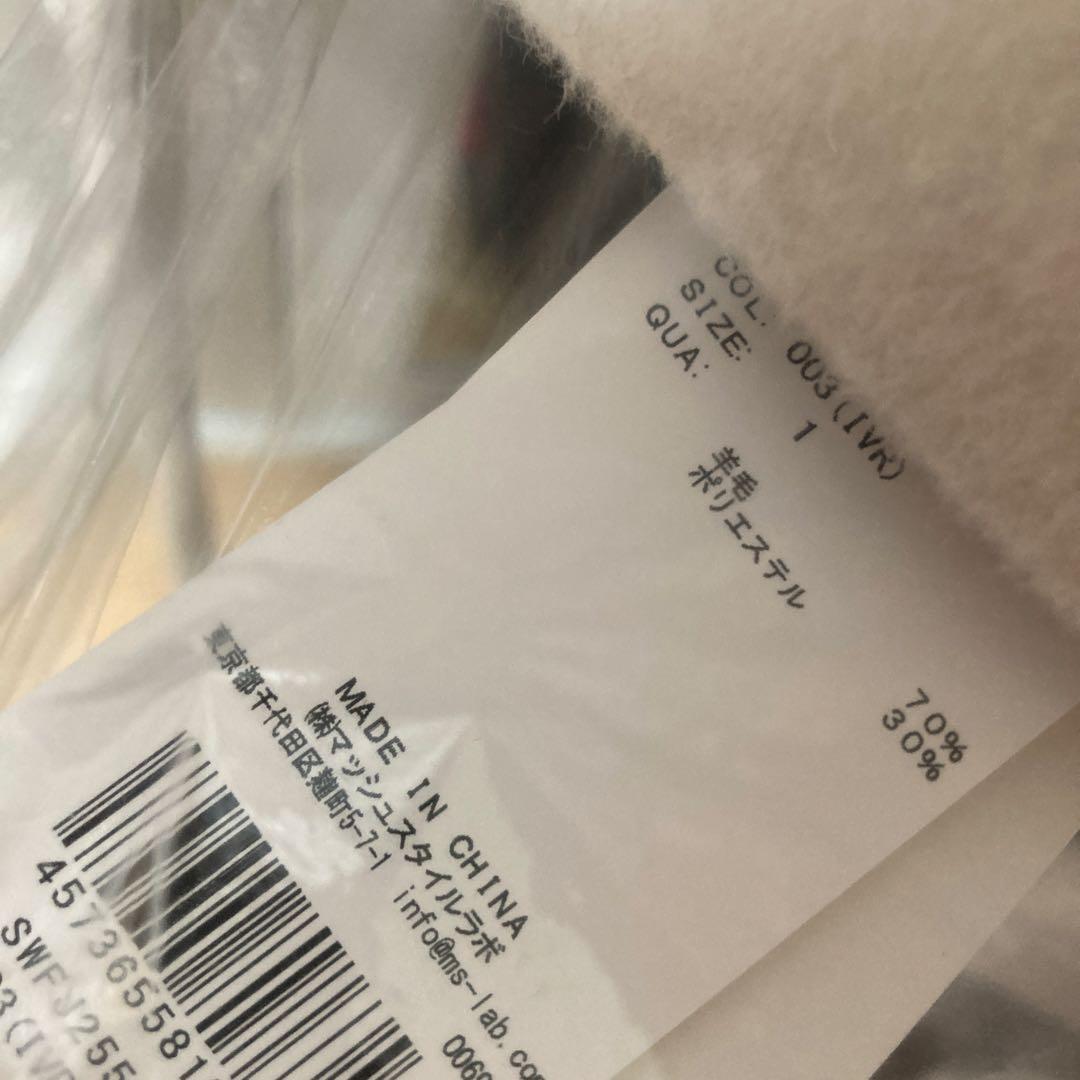 COL: 003(IVR)
SIZE: 1
QUA:
羊毛 70%
ポリエステル 30%
MADE IN CHINA
㈱マッシュスタイルラボ
東京都千代田区麹町5-7-1 info@ms-lab.co
0060
457365581